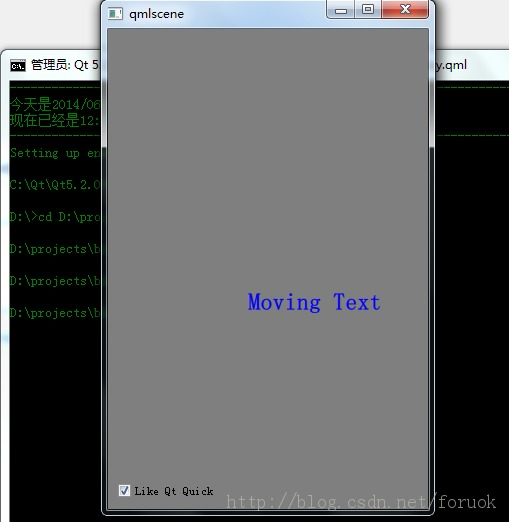 qmlscene
管理员: Qt 5
y.qml
今天是2014/06
现在已经是12:
Setting up en
C:\Qt\Qt5.2.0
D:\>cd D:\pro
D:\projects\b
D:\projects\b
D:\projects\b
Moving Text
Like Qt Quick
http://blog.csdn.net/foruok